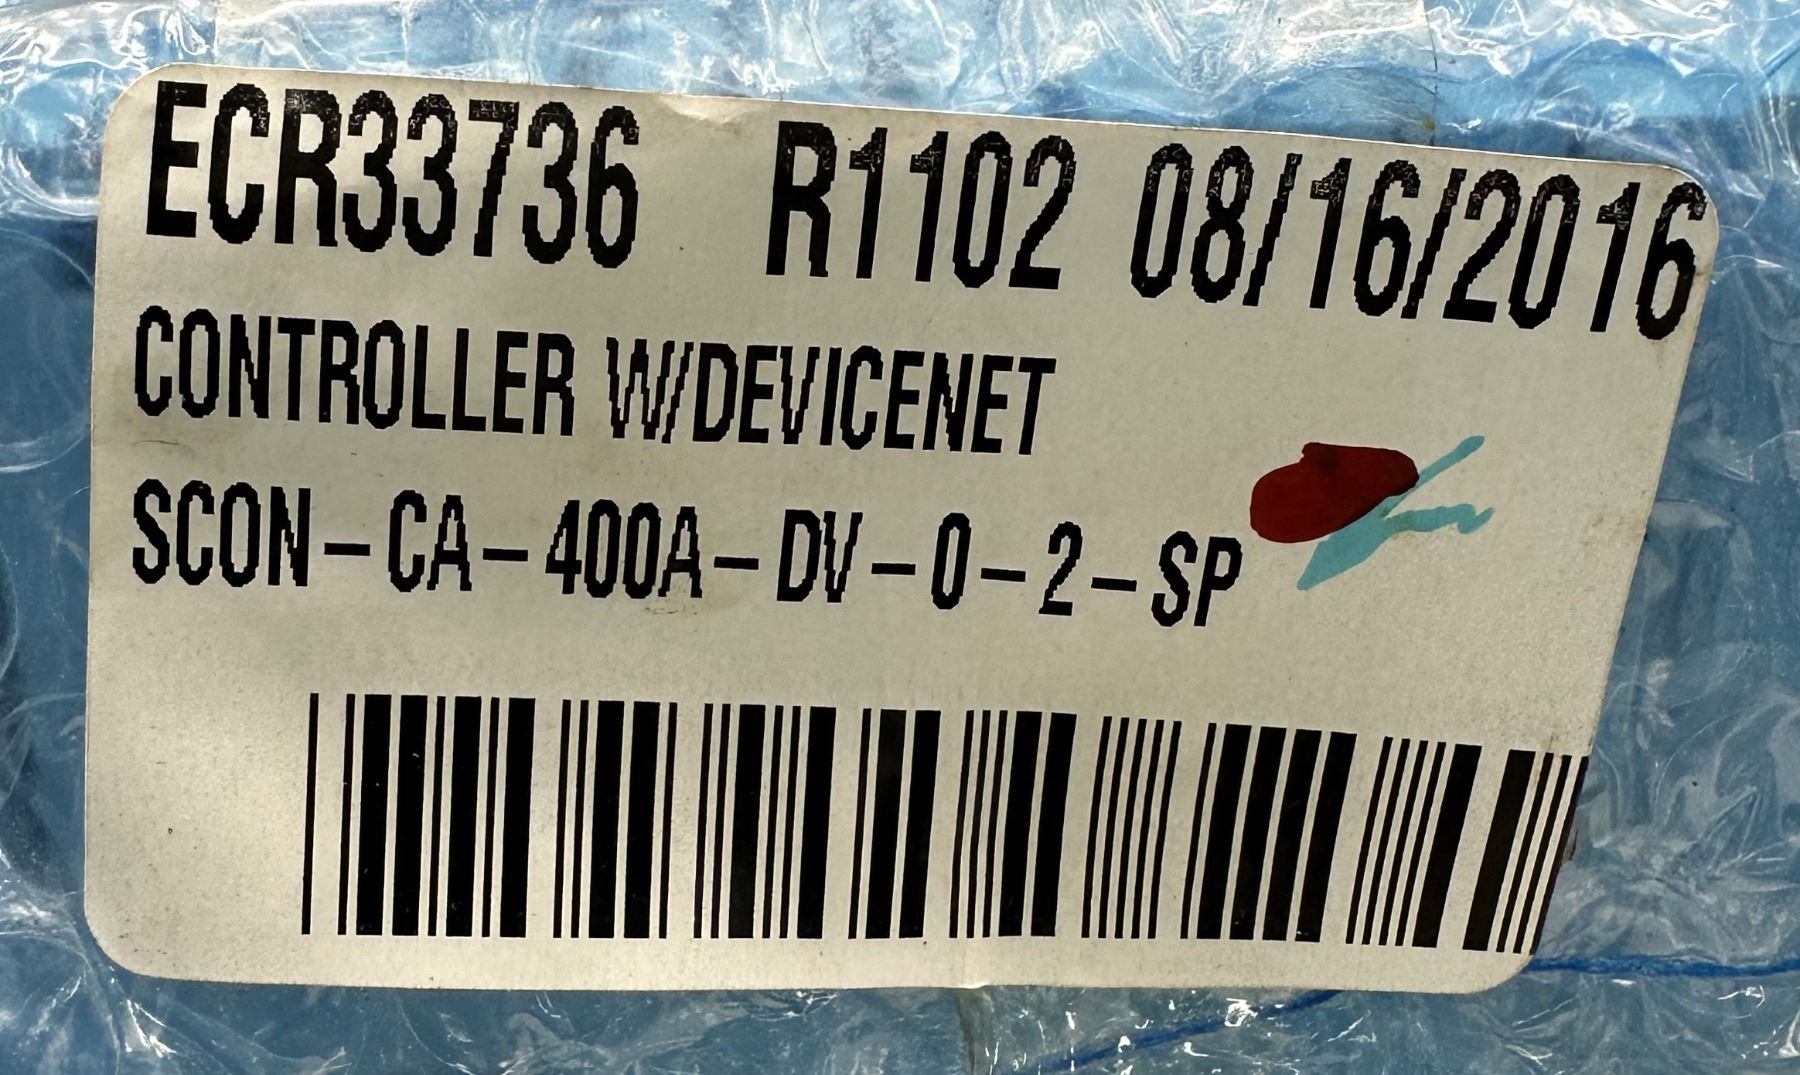 ECR33736 R1102 08/16/2016
CONTROLLER W/DEVICENET
SCON-CA-400A-DV-0-2-SP